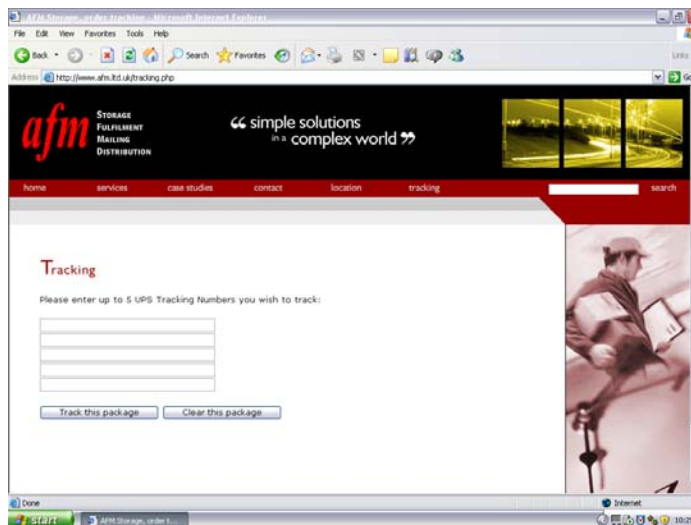 AFM Storage, order tracking - Microsoft Internet Explorer
File Edit View Favorites Tools Help
Back Search Favorites Links
Address http://www.afm.ltd.uk/tracking.php
afm STORAGE
FULFILMENT
MAILING
DISTRIBUTION
“ simple solutions
in a complex world ”
home services case studies contact location tracking search
Tracking
Please enter up to 5 UPS Tracking Numbers you wish to track:
Track this package Clear this package
Done Internet
start AFM Storage, order t...